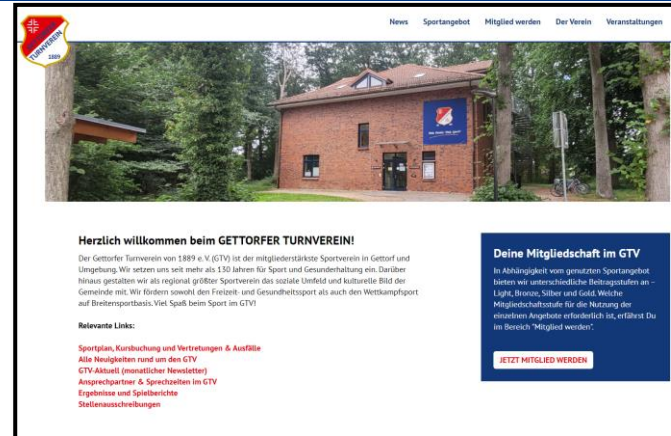 News Sportangebot Mitglied werden Der Verein Veranstaltungen
TURNVEREIN
1889
Herzlich willkommen beim GETTORFER TURNVEREIN!
Der Gettorfer Turnverein von 1889 e. V. (GTV) ist der mitgliederstärkste Sportverein in Gettorf und
Umgebung. Wir setzen uns seit mehr als 130 Jahren für Sport und Gesunderhaltung ein. Darüber
hinaus gestalten wir als regional größter Sportverein das soziale Umfeld und kulturelle Bild der
Gemeinde mit. Wir fördern sowohl den Freizeit- und Gesundheitssport als auch den Wettkampfsport
auf Breitensportbasis. Viel Spaß beim Sport im GTV!
Relevante Links:
Sportplan, Kursbuchung und Vertretungen & Ausfälle
Alle Neuigkeiten rund um den GTV
GTV-Aktuell (monatlicher Newsletter)
Ansprechpartner & Sprechzeiten im GTV
Ergebnisse und Spielberichte
Stellenausschreibungen
Deine Mitgliedschaft im GTV
In Abhängigkeit vom genutzten Sportangebot
bieten wir unterschiedliche Beitragsstufen an –
Light, Bronze, Silber und Gold. Welche
Mitgliedschaftsstufe für die Nutzung der
einzelnen Angebote erforderlich ist, erfährst Du
im Bereich "Mitglied werden".
JETZT MITGLIED WERDEN